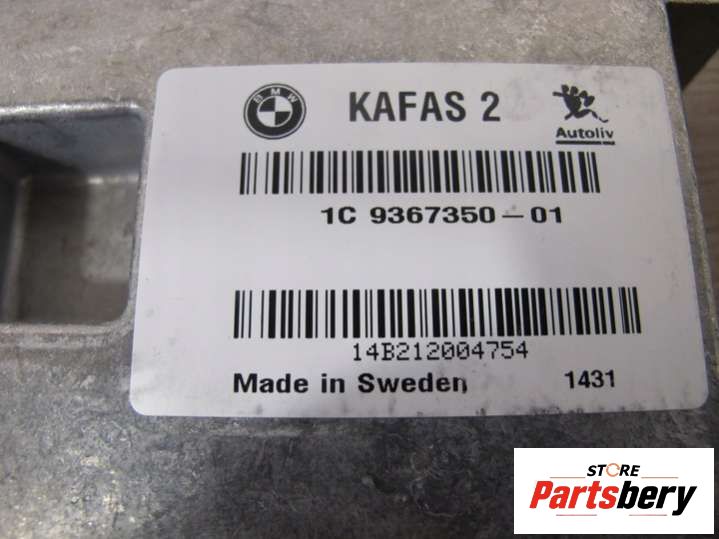 BMW
KAFAS 2
Autoliv
1C 9367350-01
14B212004754
Made in Sweden 1431
STORE
Partsbery